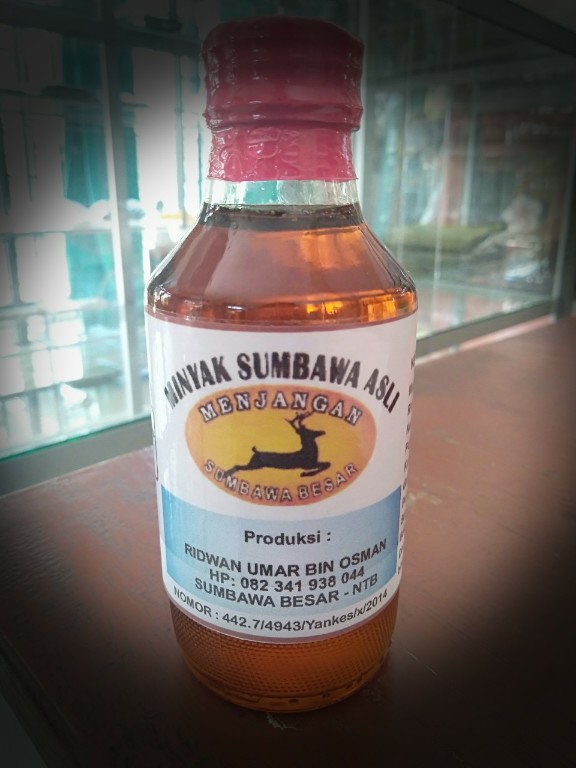 MINYAK SUMBAWA ASLI
MENJANGAN
SUMBAWA BESAR
Produksi :
RIDWAN UMAR BIN OSMAN
HP: 082 341 938 044
SUMBAWA BESAR - NTB
NOMOR : 442.7/4943/Yankes/x/2014